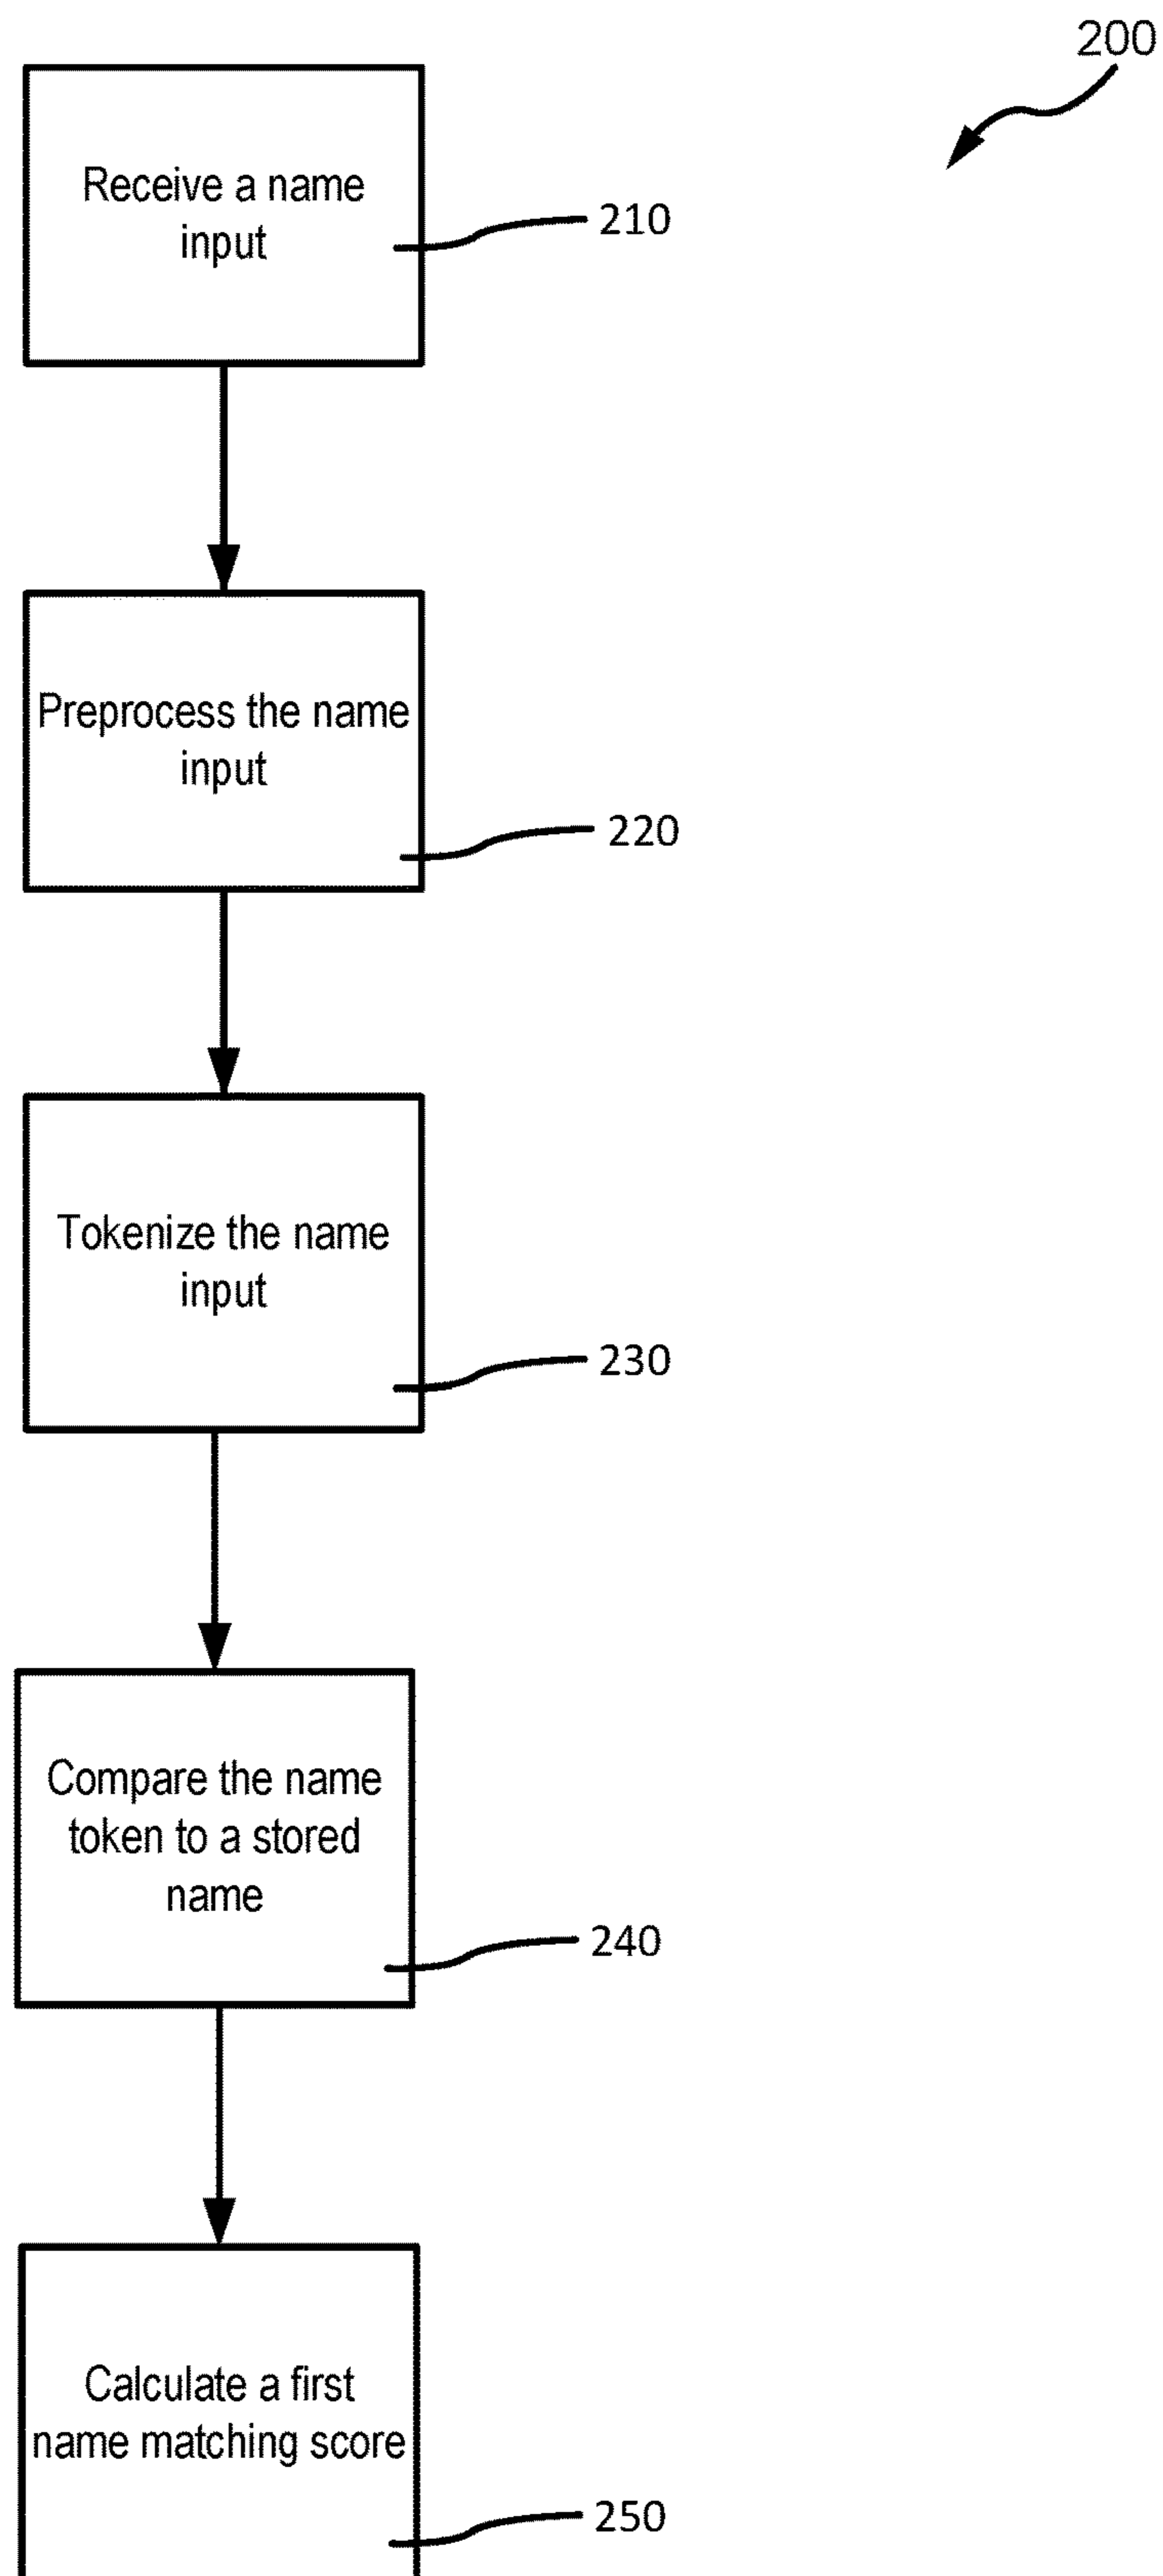 200
Receive a name
input
210
Preprocess the name
input
220
Tokenize the name
input
230
Compare the name
token to a stored
name
240
Calculate a first
name matching score
250